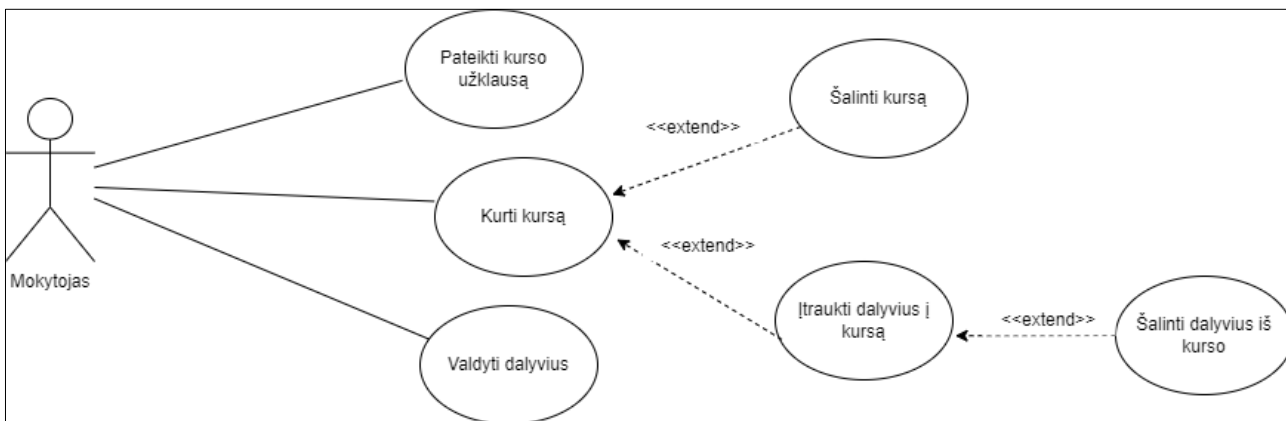 Pateikti kurso
užklausą
Šalinti kursą
<<extend>>
Kurti kursą
<<extend>>
Mokytojas
Įtraukti dalyvius į
kursą
<<extend>>
Šalinti dalyvius iš
kurso
Valdyti dalyvius